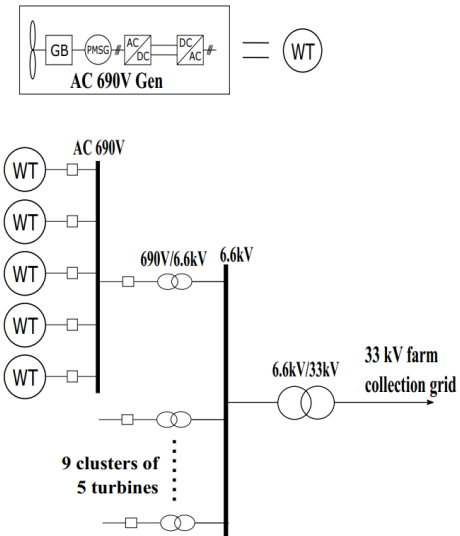 GB
PMSG
AC
DC
DC
AC
AC 690V Gen
WT
AC 690V
WT
WT
WT
WT
WT
690V/6.6kV
6.6kV
6.6kV/33kV
33 kV farm
collection grid
9 clusters of
5 turbines